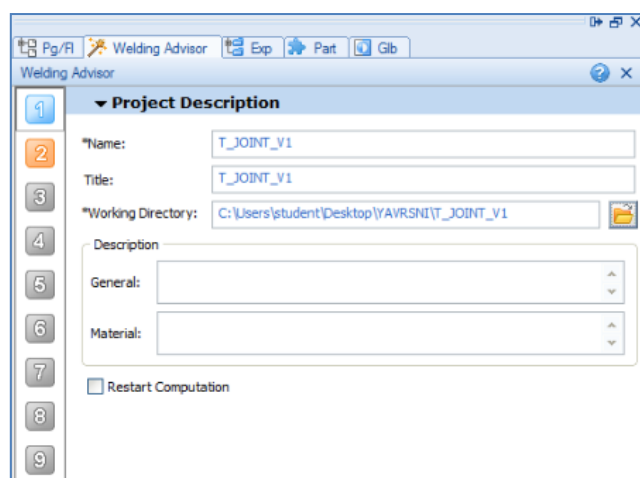 Pg/Fl Welding Advisor Exp Part Glb
Welding Advisor
1
Project Description
2
*Name: T_JOINT_V1
Title: T_JOINT_V1
3
*Working Directory: C:\Users\student\Desktop\YAVRSNI\T_JOINT_V1
4
Description
5
General:
6
Material:
7
Restart Computation
8
9